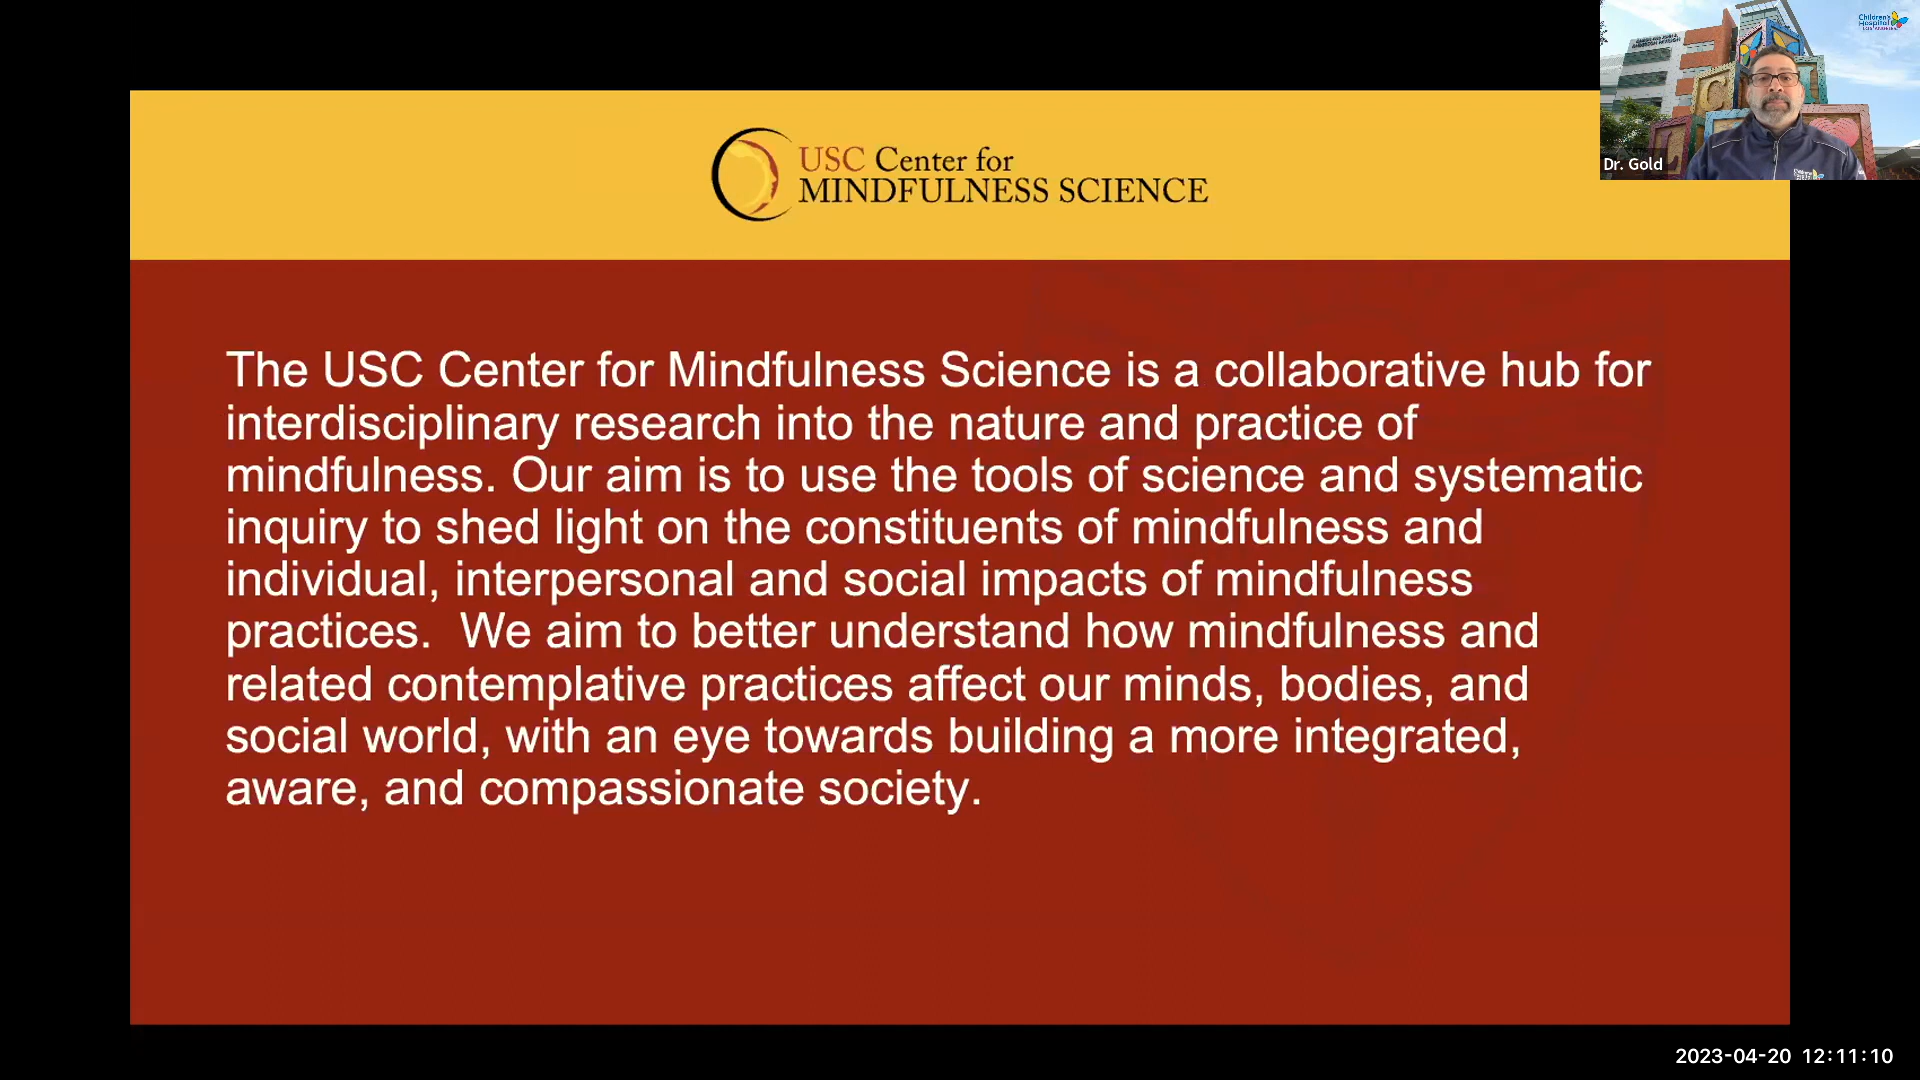 Children's
Hospital
LOS ANGELES
Dr. Gold
USC Center for
MINDFULNESS SCIENCE
The USC Center for Mindfulness Science is a collaborative hub for
interdisciplinary research into the nature and practice of
mindfulness. Our aim is to use the tools of science and systematic
inquiry to shed light on the constituents of mindfulness and
individual, interpersonal and social impacts of mindfulness
practices.  We aim to better understand how mindfulness and
related contemplative practices affect our minds, bodies, and
social world, with an eye towards building a more integrated,
aware, and compassionate society.
2023-04-20 12:11:10